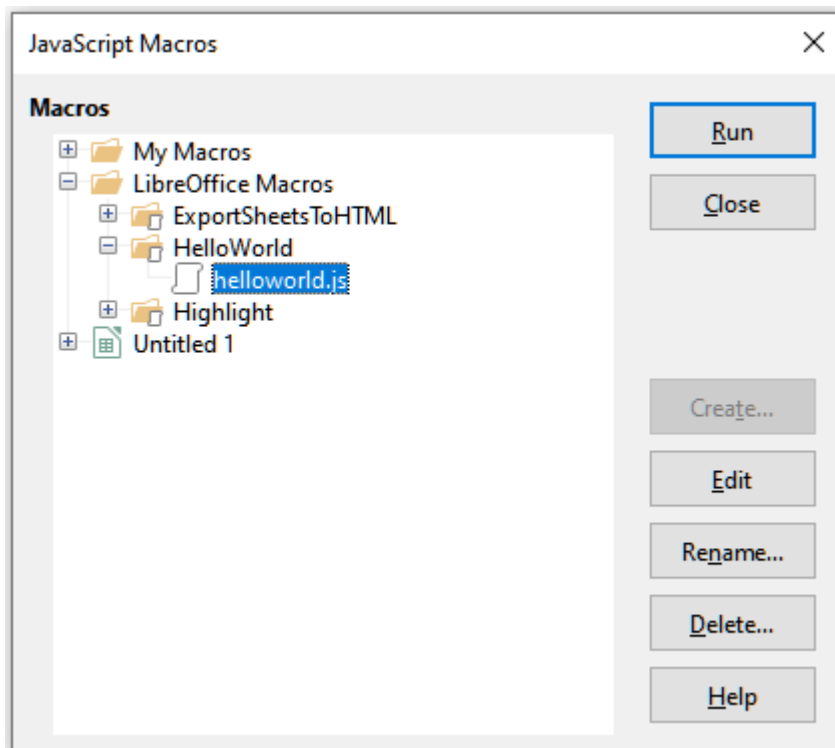 JavaScript Macros
Macros
My Macros
LibreOffice Macros
ExportSheetsToHTML
HelloWorld
helloworld.js
Highlight
Untitled 1
Run
Close
Create...
Edit
Rename...
Delete...
Help